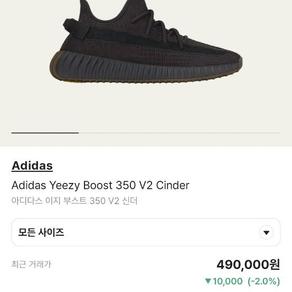 Adidas
Adidas Yeezy Boost 350 V2 Cinder
아디다스 이지 부스트 350 V2 신더
모든 사이즈 ▼
최근 거래가 490,000원
▼10,000 (-2.0%)